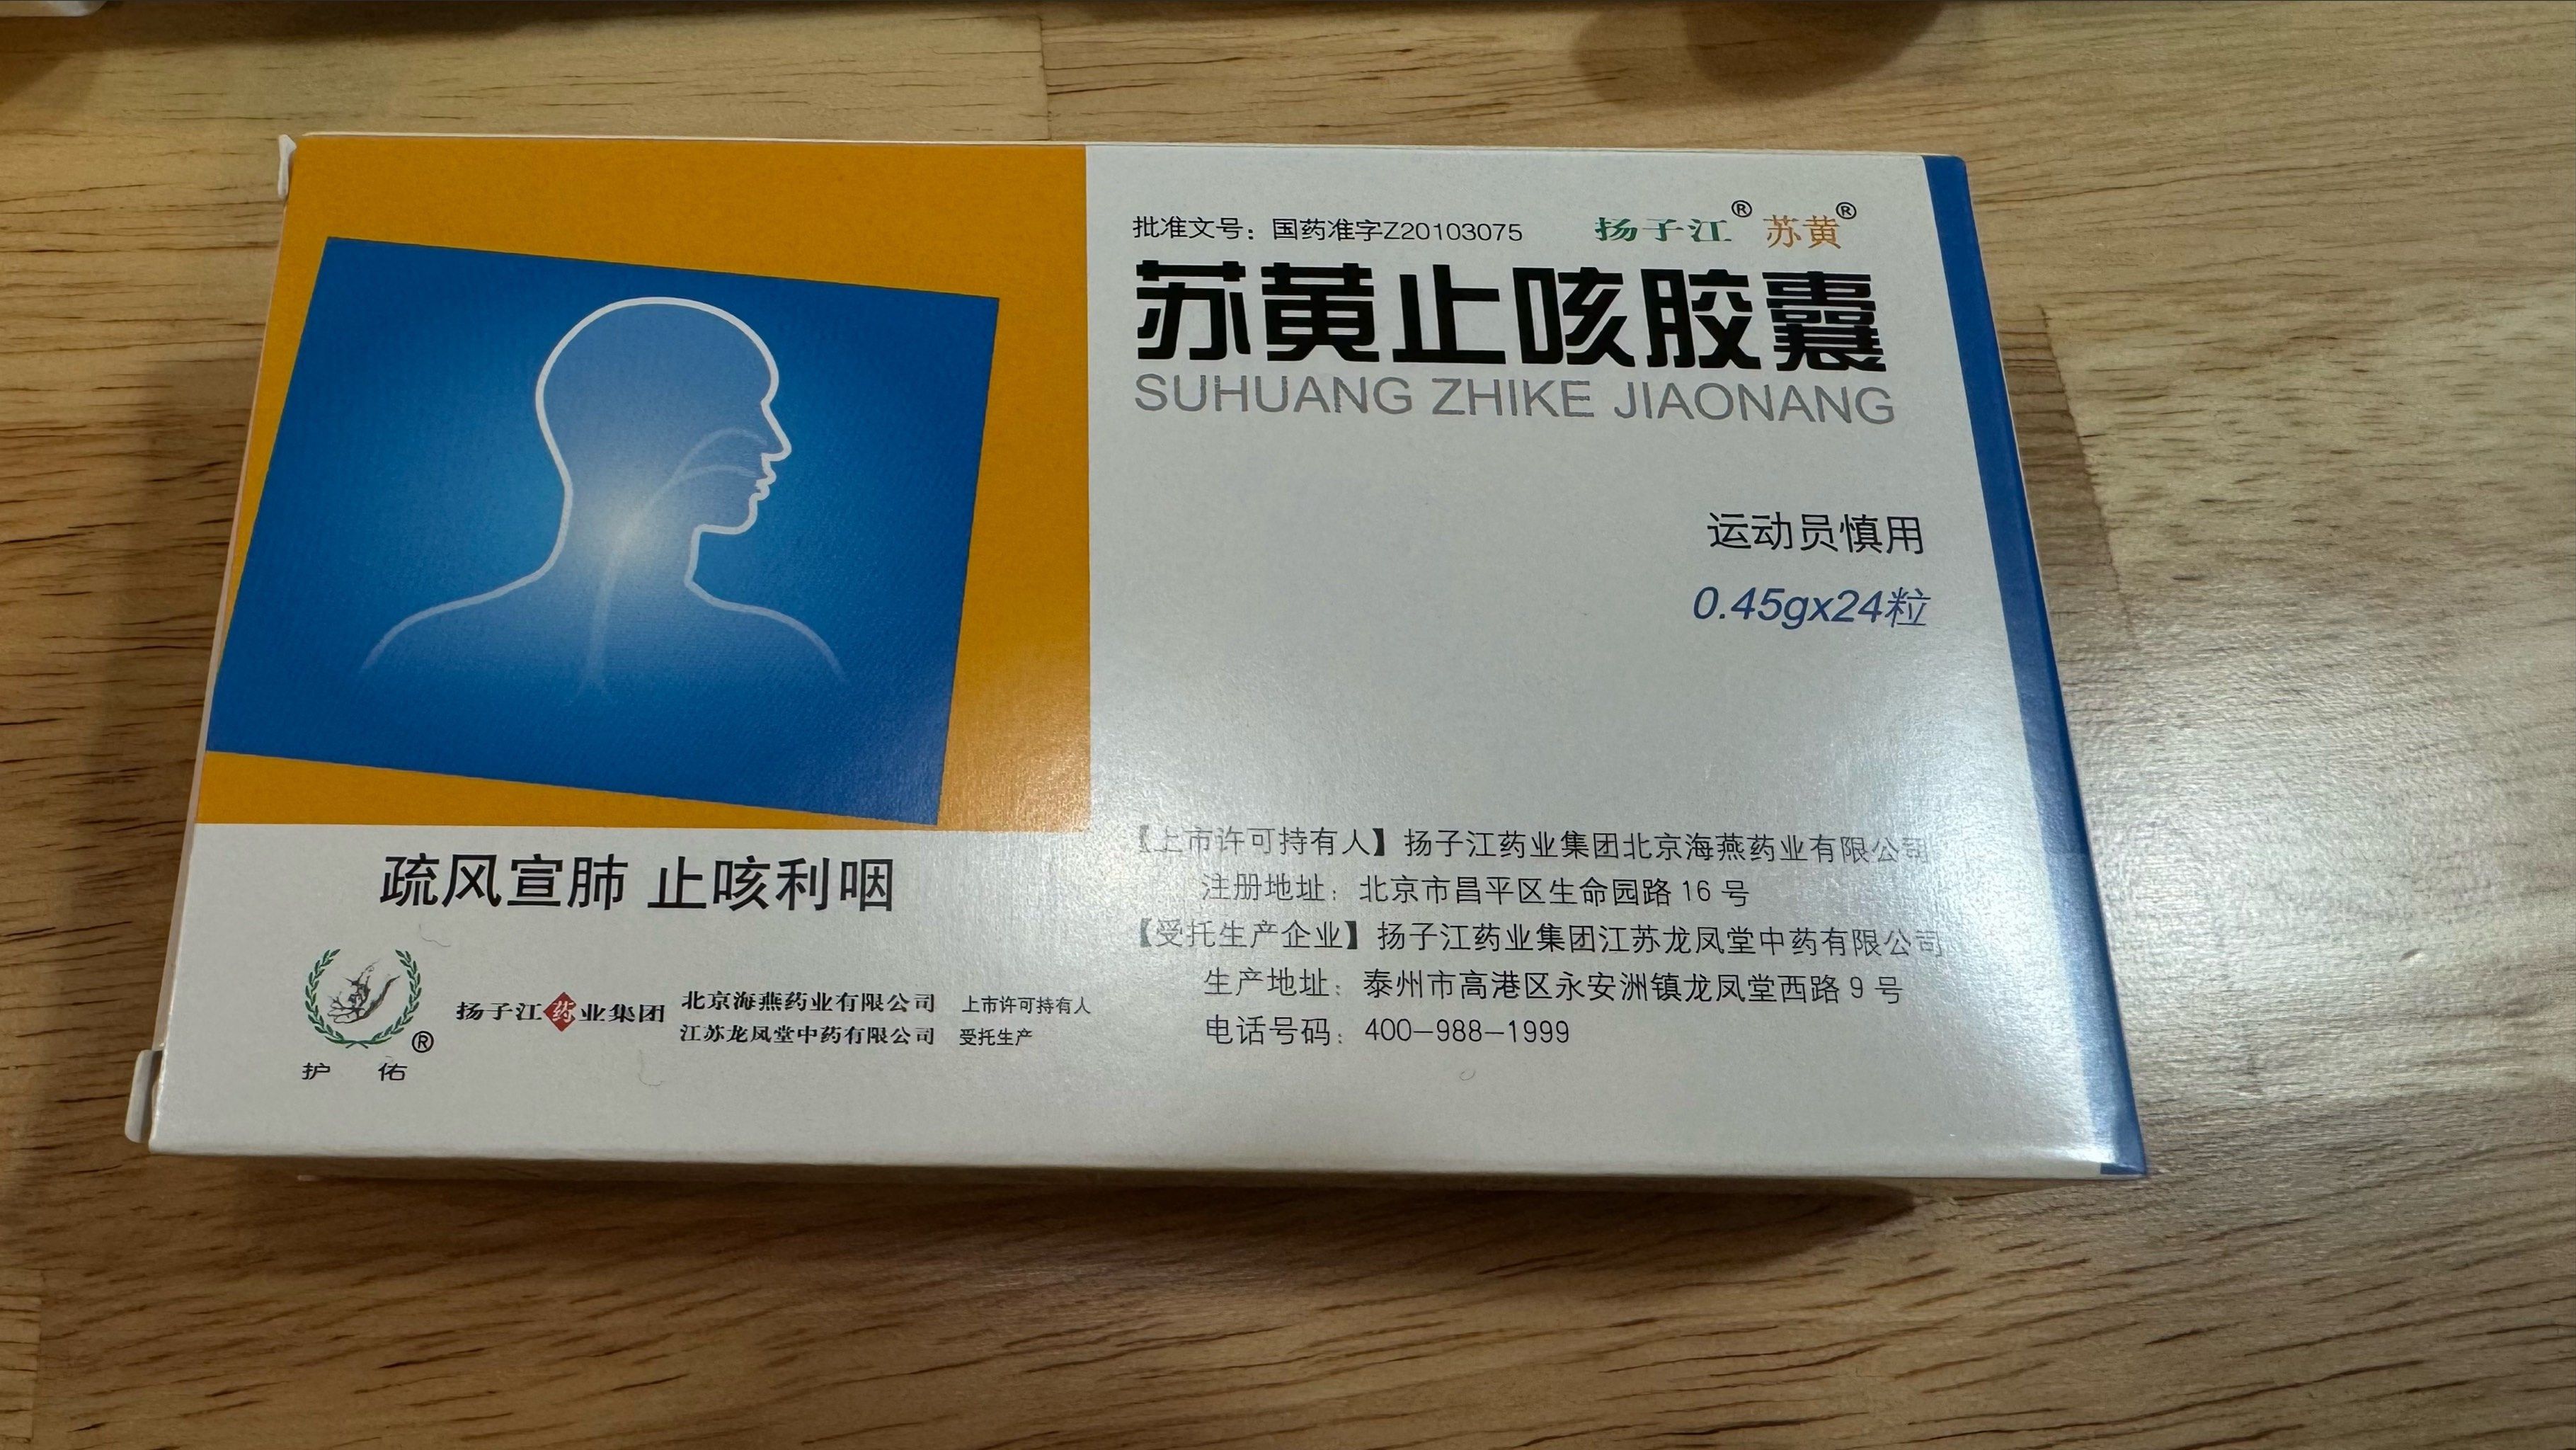 批准文号：国药准字Z20103075 扬子江® 苏黄®
苏黄止咳胶囊
SUHUANG ZHIKE JIAONANG
运动员慎用
0.45gx24粒
疏风宣肺 止咳利咽
护佑®
扬子江药业集团
北京海燕药业有限公司 上市许可持有人
江苏龙凤堂中药有限公司 受托生产
【上市许可持有人】扬子江药业集团北京海燕药业有限公司
注册地址：北京市昌平区生命园路 16 号
【受托生产企业】扬子江药业集团江苏龙凤堂中药有限公司
生产地址：泰州市高港区永安洲镇龙凤堂西路 9 号
电话号码：400-988-1999